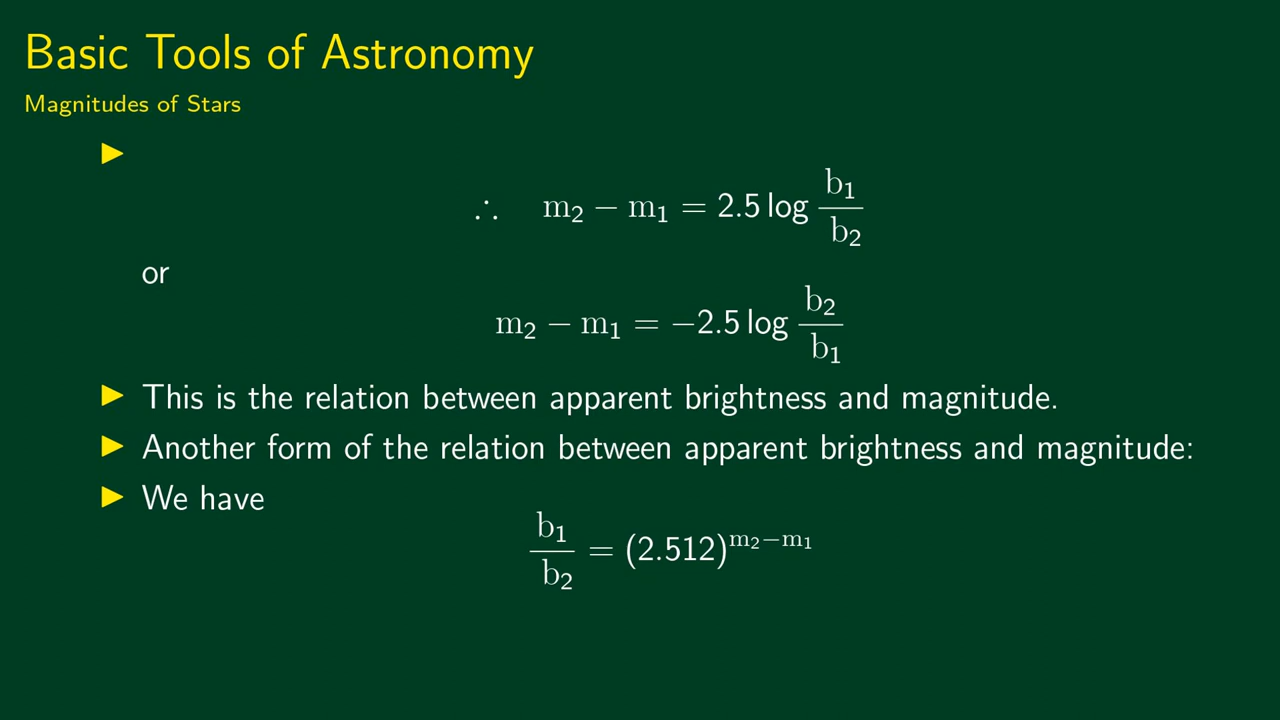 Basic Tools of Astronomy
Magnitudes of Stars
▶
∴ m₂ − m₁ = 2.5 log b₁/b₂
or
m₂ − m₁ = −2.5 log b₂/b₁
▶ This is the relation between apparent brightness and magnitude.
▶ Another form of the relation between apparent brightness and magnitude:
▶ We have
b₁/b₂ = (2.512)^(m₂−m₁)